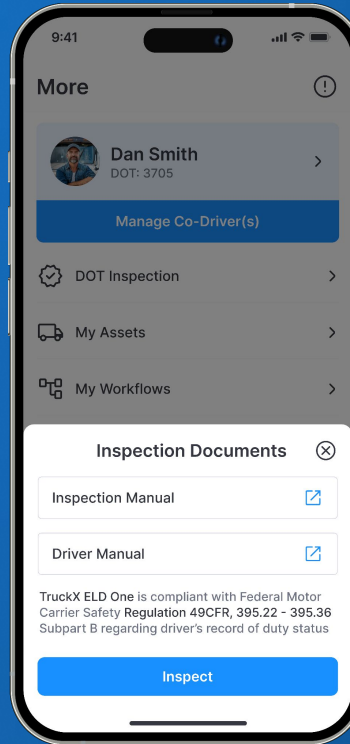 9:41
More
Dan Smith
DOT: 3705
Manage Co-Driver(s)
DOT Inspection
My Assets
My Workflows
Inspection Documents
Inspection Manual
Driver Manual
TruckX ELD One is compliant with Federal Motor
Carrier Safety Regulation 49CFR, 395.22 - 395.36
Subpart B regarding driver's record of duty status
Inspect